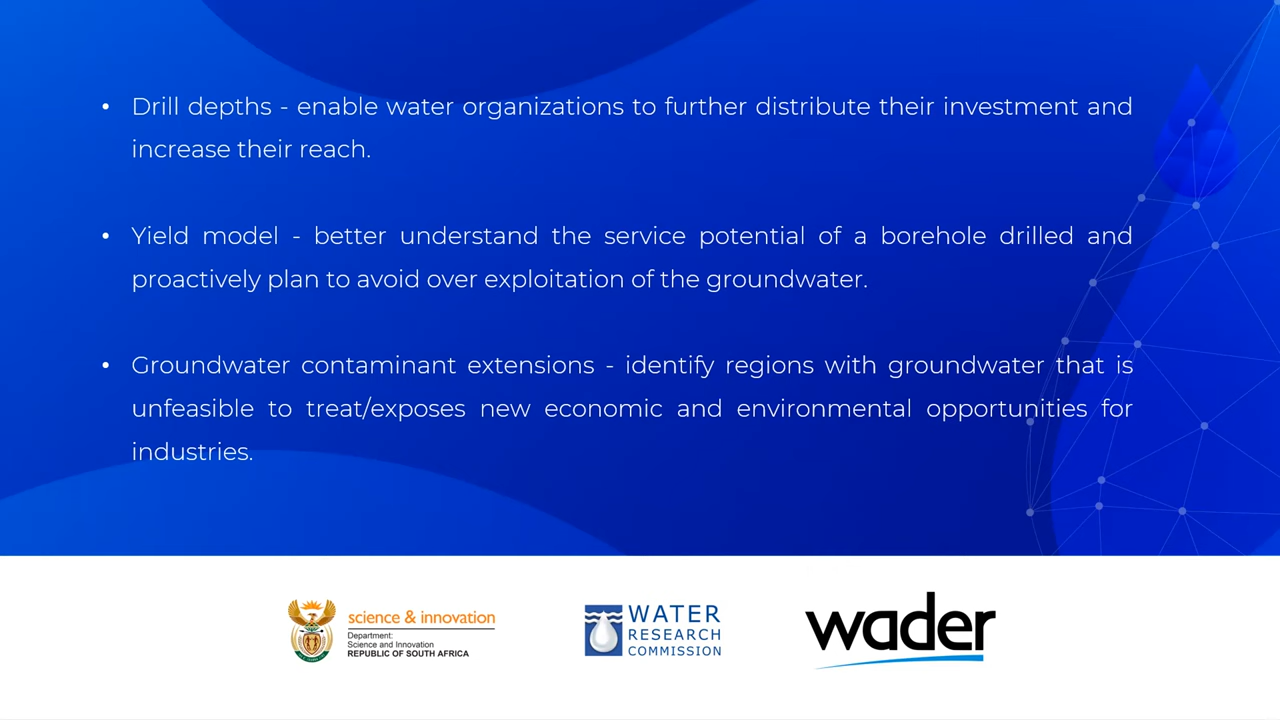 • Drill depths - enable water organizations to further distribute their investment and
increase their reach.
• Yield model - better understand the service potential of a borehole drilled and
proactively plan to avoid over exploitation of the groundwater.
• Groundwater contaminant extensions - identify regions with groundwater that is
unfeasible to treat/exposes new economic and environmental opportunities for
industries.
science & innovation
Department:
Science and Innovation
REPUBLIC OF SOUTH AFRICA
WATER
RESEARCH
COMMISSION
wader